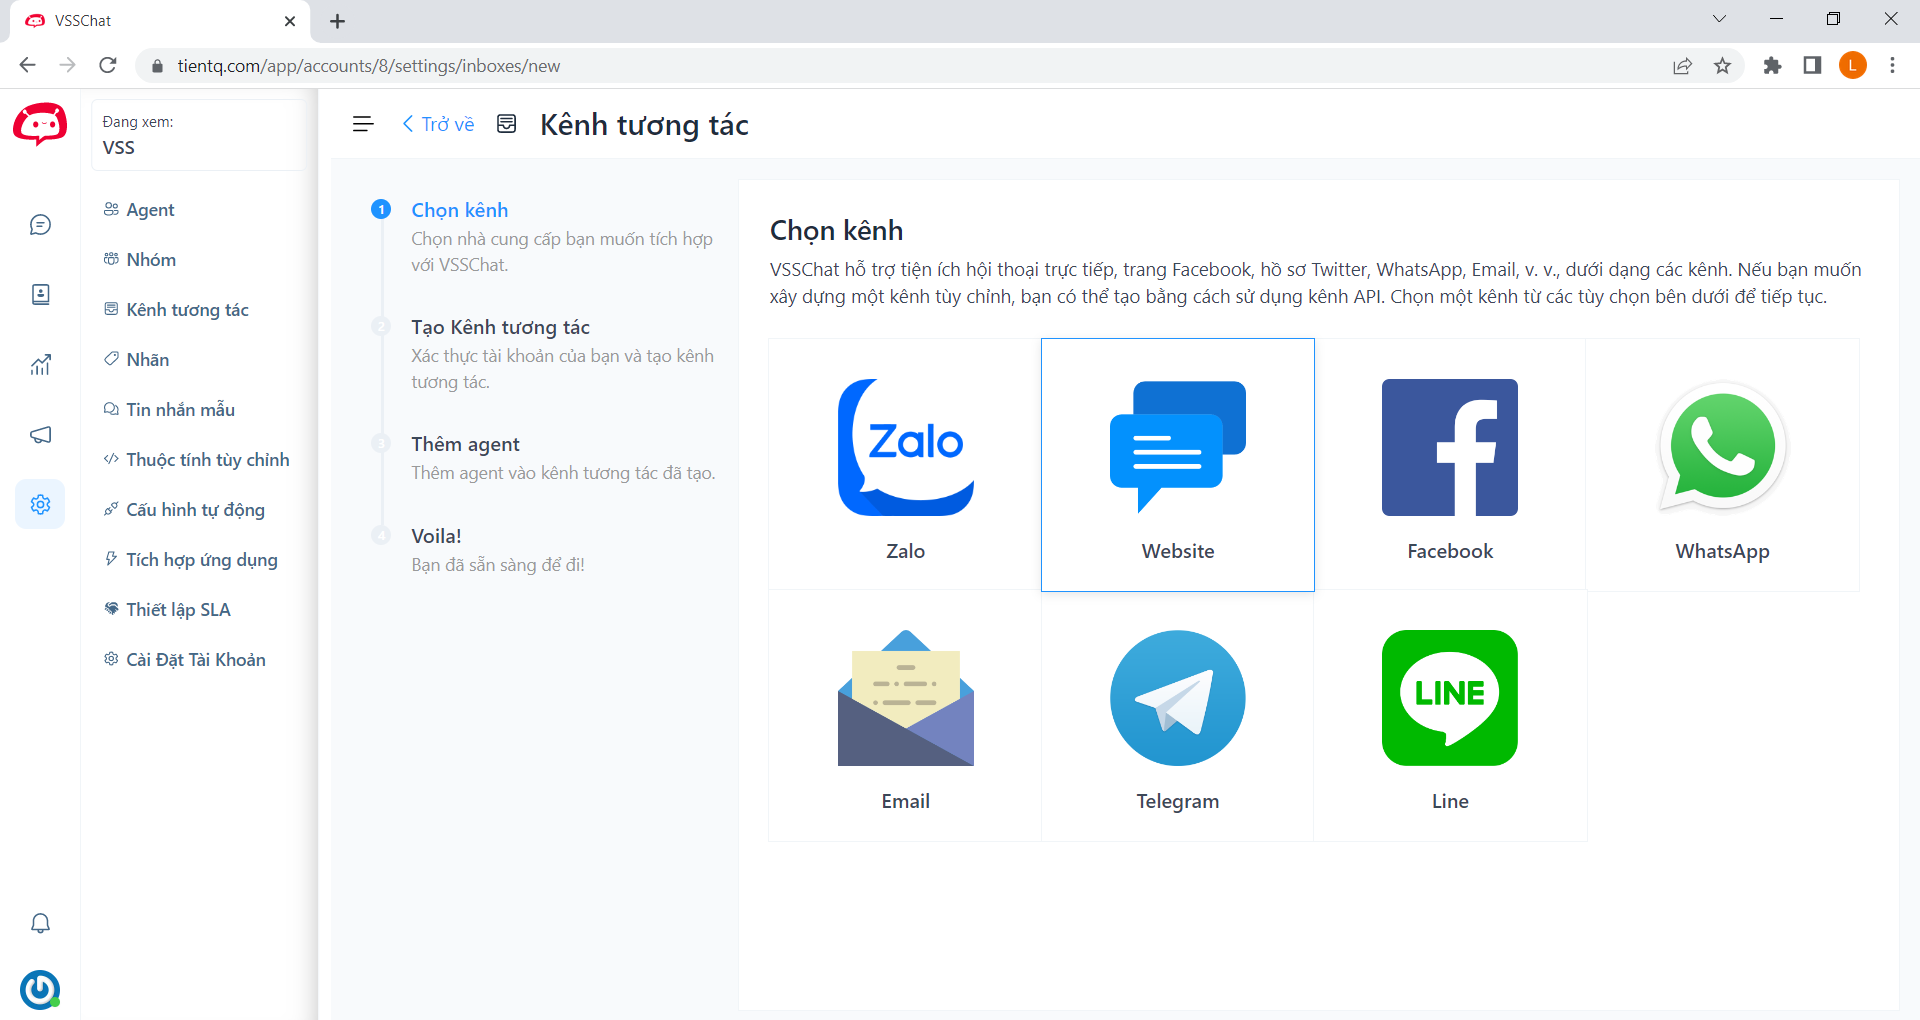 VSSChat
tientq.com/app/accounts/8/settings/inboxes/new
L
Đang xem:
VSS
Agent
Nhóm
Kênh tương tác
Nhãn
Tin nhắn mẫu
Thuộc tính tùy chỉnh
Cấu hình tự động
Tích hợp ứng dụng
Thiết lập SLA
Cài Đặt Tài Khoản
Trở về
Kênh tương tác
1
Chọn kênh
Chọn nhà cung cấp bạn muốn tích hợp
với VSSChat.
2
Tạo Kênh tương tác
Xác thực tài khoản của bạn và tạo kênh
tương tác.
3
Thêm agent
Thêm agent vào kênh tương tác đã tạo.
4
Voila!
Bạn đã sẵn sàng để đi!
Chọn kênh
VSSChat hỗ trợ tiện ích hội thoại trực tiếp, trang Facebook, hồ sơ Twitter, WhatsApp, Email, v. v., dưới dạng các kênh. Nếu bạn muốn
xây dựng một kênh tùy chỉnh, bạn có thể tạo bằng cách sử dụng kênh API. Chọn một kênh từ các tùy chọn bên dưới để tiếp tục.
Zalo
Zalo
Website
Facebook
WhatsApp
Email
Telegram
LINE
Line